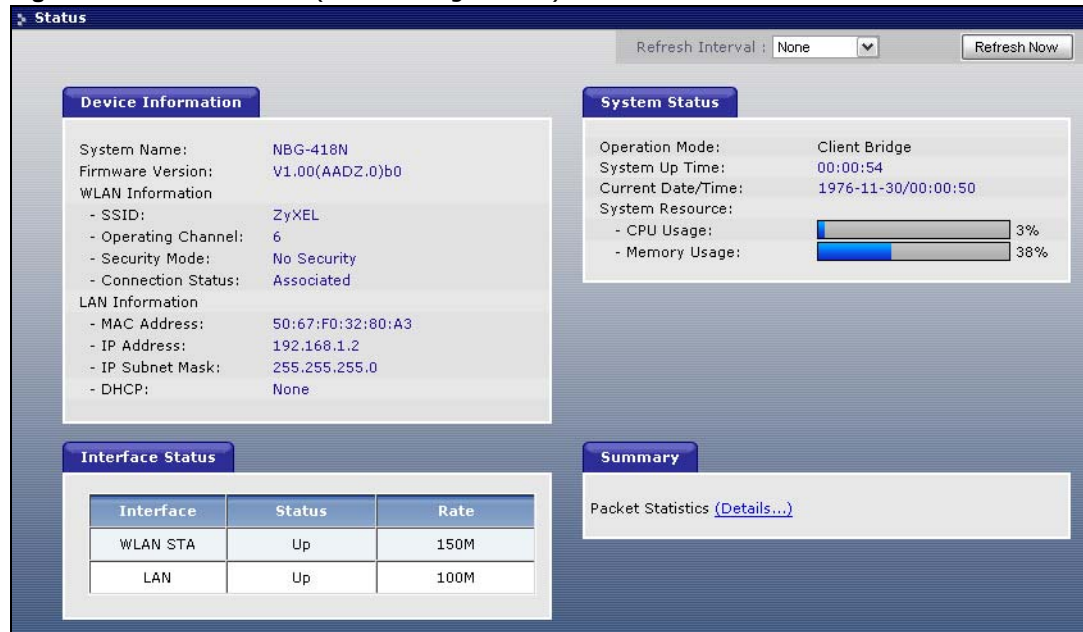 Status
Refresh Interval : None Refresh Now
Device Information
System Name: NBG-418N
Firmware Version: V1.00(AADZ.0)b0
WLAN Information
- SSID: ZyXEL
- Operating Channel: 6
- Security Mode: No Security
- Connection Status: Associated
LAN Information
- MAC Address: 50:67:F0:32:80:A3
- IP Address: 192.168.1.2
- IP Subnet Mask: 255.255.255.0
- DHCP: None
System Status
Operation Mode: Client Bridge
System Up Time: 00:00:54
Current Date/Time: 1976-11-30/00:00:50
System Resource:
- CPU Usage: 3%
- Memory Usage: 38%
Interface Status
Interface Status Rate
WLAN STA Up 150M
LAN Up 100M
Summary
Packet Statistics (Details...)